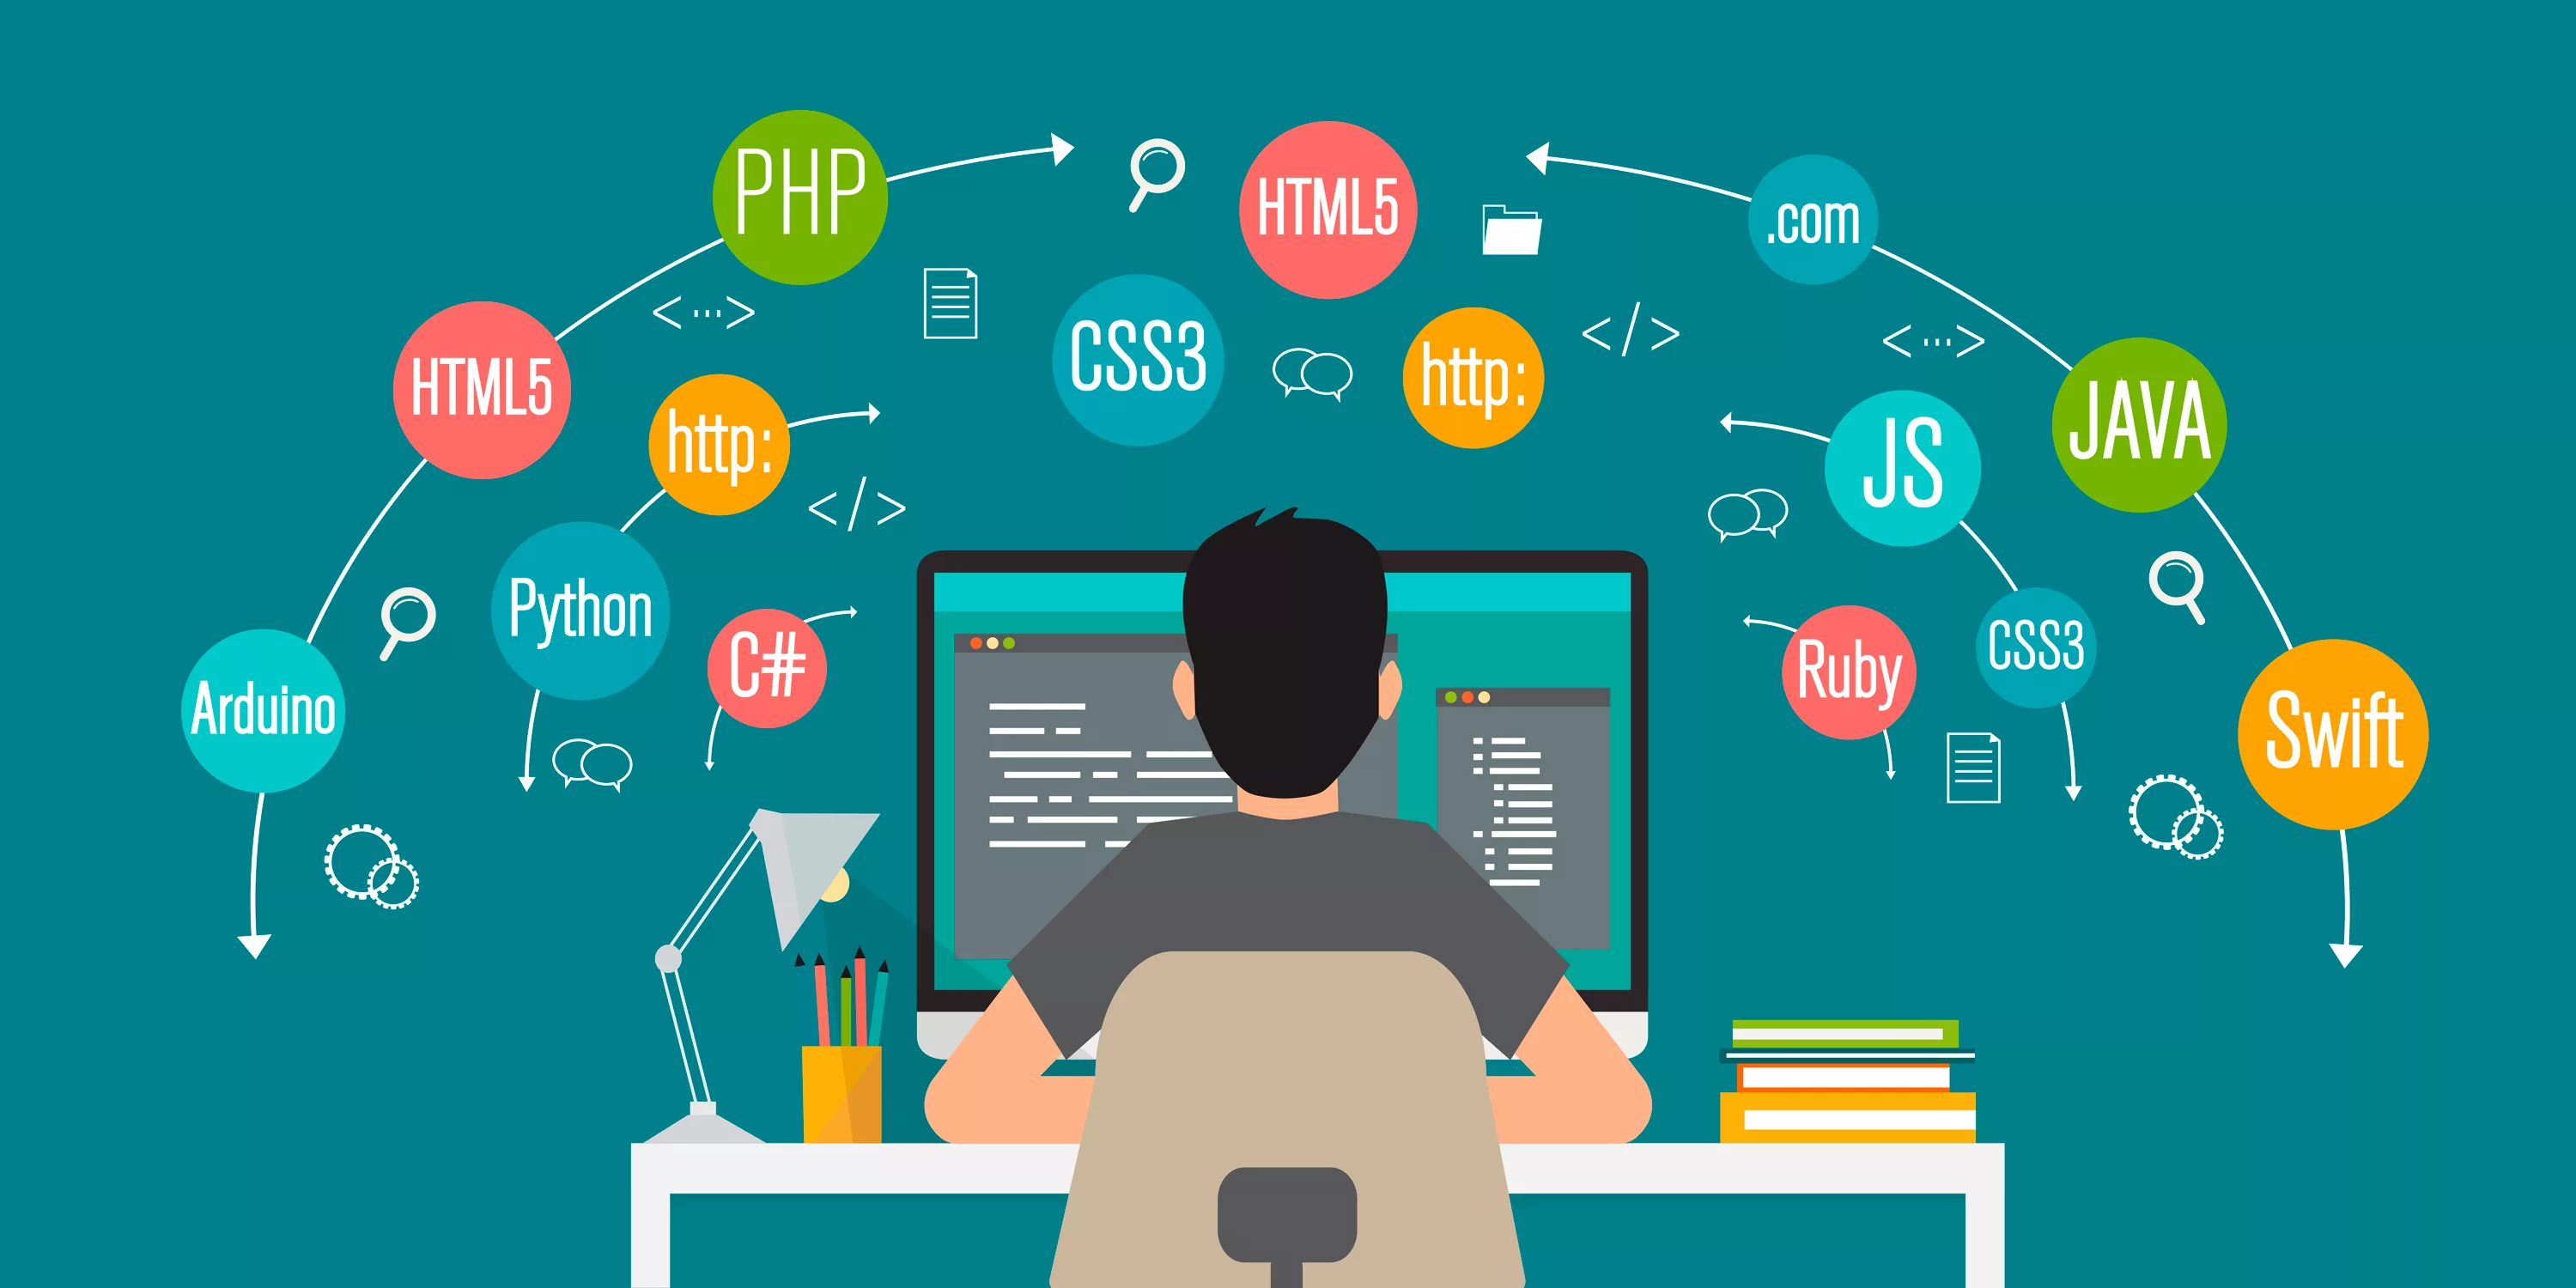 PHP
HTML5
.com
CSS3
http:
</>
<...>
<...>
JAVA
HTML5
http:
JS
</>
Python
C#
Ruby
CSS3
Arduino
Swift